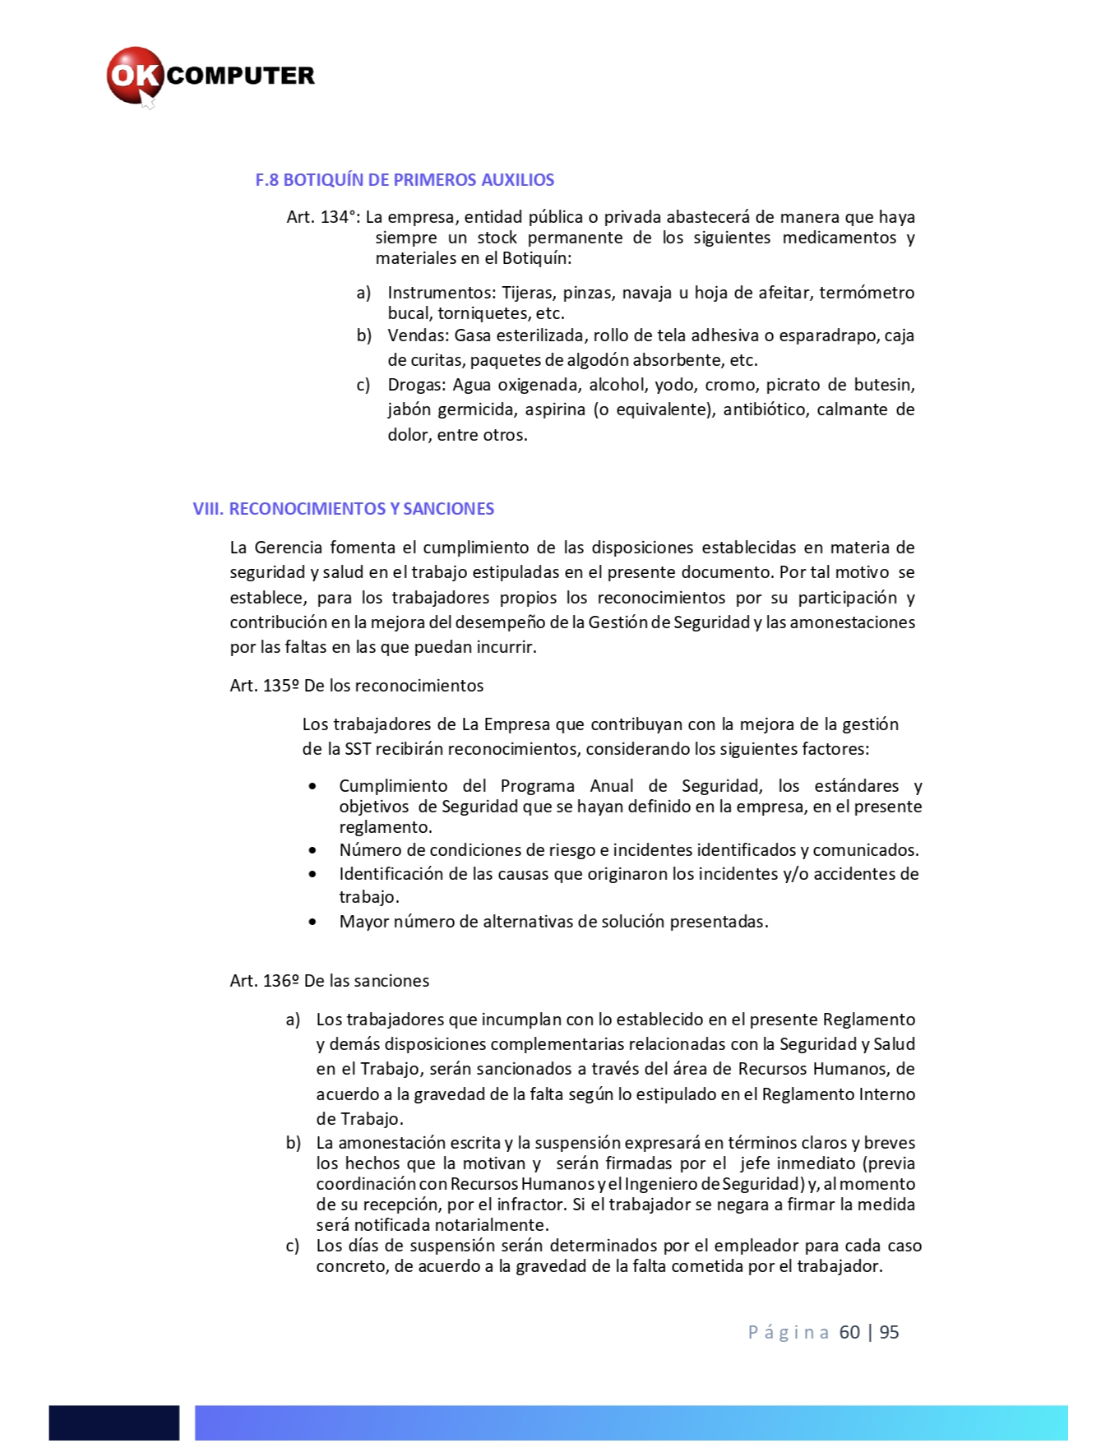 OK COMPUTER
F.8 BOTIQUÍN DE PRIMEROS AUXILIOS
Art. 134°: La empresa, entidad pública o privada abastecerá de manera que haya
siempre un stock permanente de los siguientes medicamentos y
materiales en el Botiquín:
a) Instrumentos: Tijeras, pinzas, navaja u hoja de afeitar, termómetro
bucal, torniquetes, etc.
b) Vendas: Gasa esterilizada, rollo de tela adhesiva o esparadrapo, caja
de curitas, paquetes de algodón absorbente, etc.
c) Drogas: Agua oxigenada, alcohol, yodo, cromo, picrato de butesin,
jabón germicida, aspirina (o equivalente), antibiótico, calmante de
dolor, entre otros.
VIII. RECONOCIMIENTOS Y SANCIONES
La Gerencia fomenta el cumplimiento de las disposiciones establecidas en materia de
seguridad y salud en el trabajo estipuladas en el presente documento. Por tal motivo se
establece, para los trabajadores propios los reconocimientos por su participación y
contribución en la mejora del desempeño de la Gestión de Seguridad y las amonestaciones
por las faltas en las que puedan incurrir.
Art. 135º De los reconocimientos
Los trabajadores de La Empresa que contribuyan con la mejora de la gestión
de la SST recibirán reconocimientos, considerando los siguientes factores:
• Cumplimiento del Programa Anual de Seguridad, los estándares y
objetivos de Seguridad que se hayan definido en la empresa, en el presente
reglamento.
• Número de condiciones de riesgo e incidentes identificados y comunicados.
• Identificación de las causas que originaron los incidentes y/o accidentes de
trabajo.
• Mayor número de alternativas de solución presentadas.
Art. 136º De las sanciones
a) Los trabajadores que incumplan con lo establecido en el presente Reglamento
y demás disposiciones complementarias relacionadas con la Seguridad y Salud
en el Trabajo, serán sancionados a través del área de Recursos Humanos, de
acuerdo a la gravedad de la falta según lo estipulado en el Reglamento Interno
de Trabajo.
b) La amonestación escrita y la suspensión expresará en términos claros y breves
los hechos que la motivan y serán firmadas por el jefe inmediato (previa
coordinación con Recursos Humanos y el Ingeniero de Seguridad) y, al momento
de su recepción, por el infractor. Si el trabajador se negara a firmar la medida
será notificada notarialmente.
c) Los días de suspensión serán determinados por el empleador para cada caso
concreto, de acuerdo a la gravedad de la falta cometida por el trabajador.
Página 60 | 95